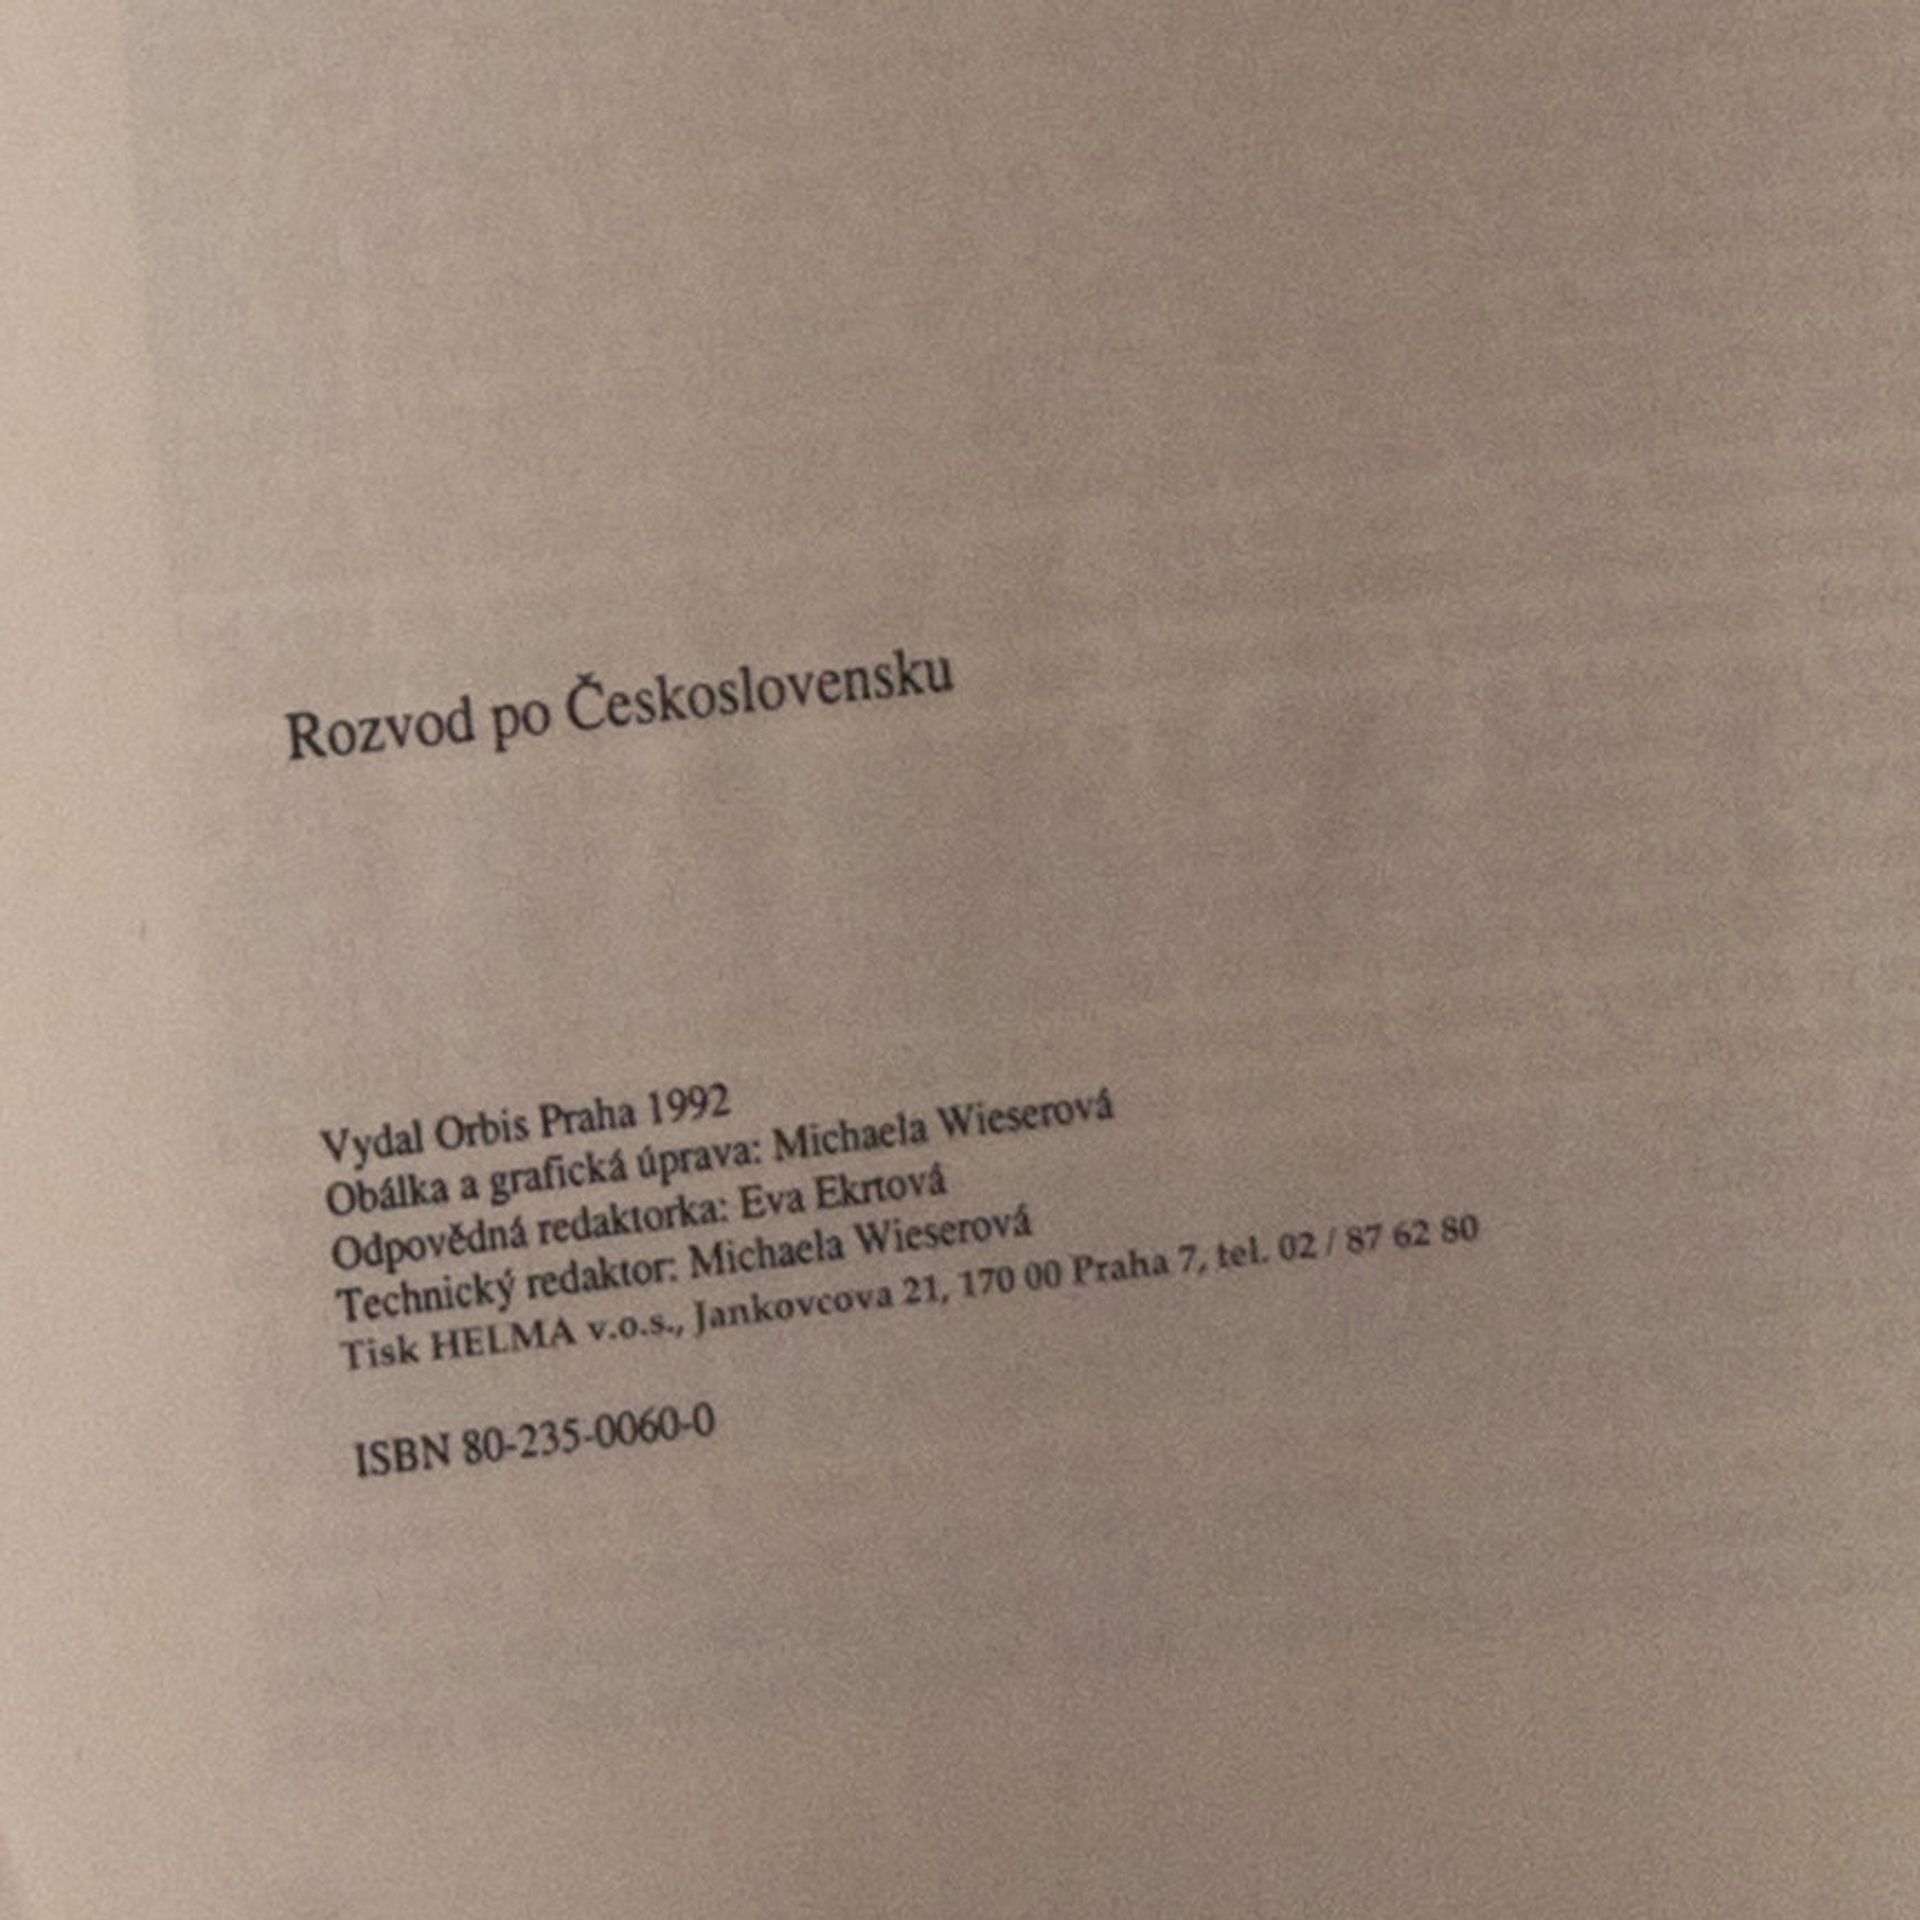 Rozvod po Československu
Vydal Orbis Praha 1992
Obálka a grafická úprava: Michaela Wieserová
Odpovědná redaktorka: Eva Ekrtová
Technický redaktor: Michaela Wieserová
Tisk HELMA v.o.s., Jankovcova 21, 170 00 Praha 7, tel. 02 / 87 62 80
ISBN 80-235-0060-0